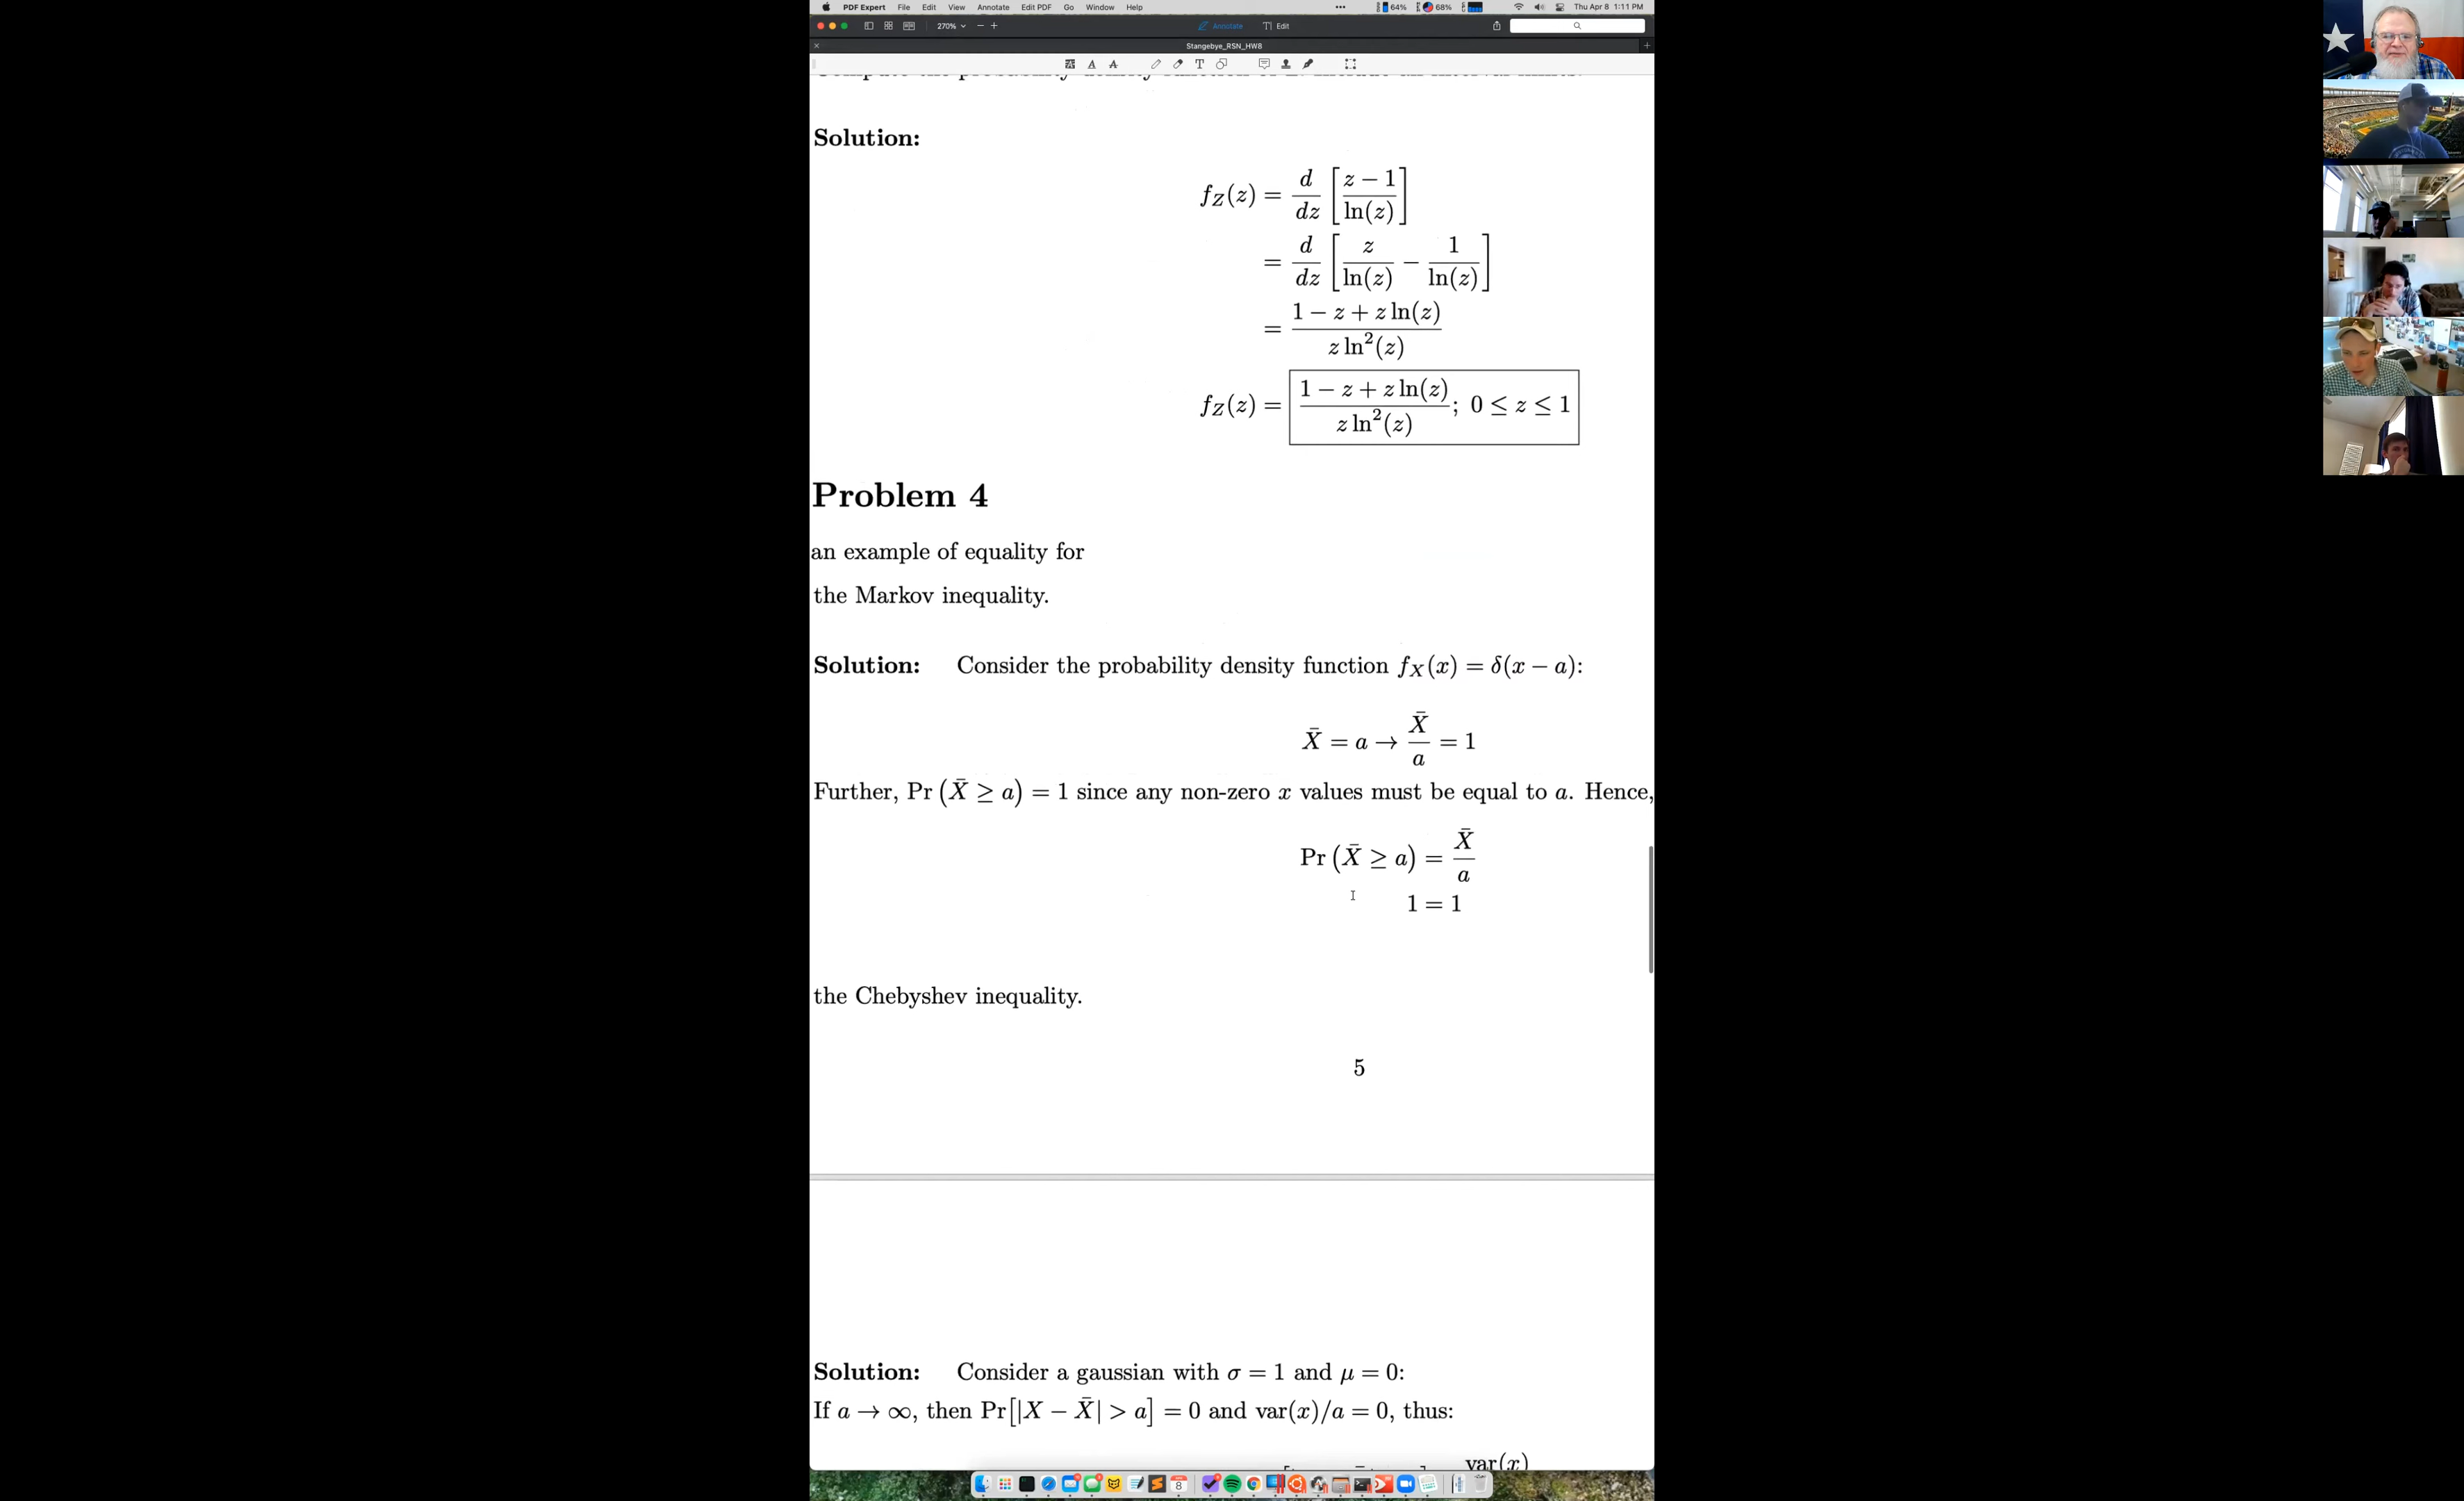 PDF Expert File Edit View Annotate Edit PDF Go Window Help ••• 64% 68% Thu Apr 8 1:11 PM
270% Annotate Edit
Stangebye_RSN_HW8
Solution:
f_Z(z) = d/dz [(z − 1)/ln(z)]
= d/dz [z/ln(z) − 1/ln(z)]
= (1 − z + z ln(z))/(z ln²(z))
f_Z(z) = (1 − z + z ln(z))/(z ln²(z)); 0 ≤ z ≤ 1
Problem 4
an example of equality for
the Markov inequality.
Solution: Consider the probability density function f_X(x) = δ(x − a):
X̄ = a → X̄/a = 1
Further, Pr (X̄ ≥ a) = 1 since any non-zero x values must be equal to a. Hence,
Pr (X̄ ≥ a) = X̄/a
1 = 1
the Chebyshev inequality.
5
Solution: Consider a gaussian with σ = 1 and μ = 0:
If a → ∞, then Pr[|X − X̄| > a] = 0 and var(x)/a = 0, thus:
var(x)